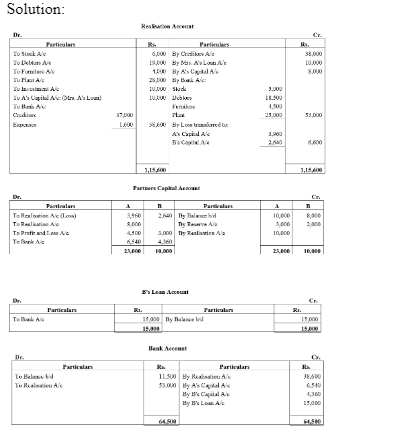 Solution:
Realisation Account
Dr. Cr.
Particulars Rs. Particulars Rs.
To Stock A/c 6,000 By Creditors A/c 38,000
To Debtors A/c 19,000 By Mrs. A's Loan A/c 10,000
To Furniture A/c 4,000 By A's Capital A/c 8,000
To Plant A/c 28,000 By Bank A/c:
To Investment A/c 10,000 Stock 5,000
To A's Capital A/c (Mrs. A's Loan) 10,000 Debtors 18,500
To Bank A/c: Furniture 4,500
Creditors 37,000 Plant 25,000 53,000
Expenses 1,600 38,600 By Loss transferred to:
A's Capital A/c 3,960
B's Capital A/c 2,640 6,600
1,15,600 1,15,600
Partners Capital Account
Dr. Cr.
Particulars A B Particulars A B
To Realisation A/c (Loss) 3,960 2,640 By Balance b/d 10,000 8,000
To Realisation A/c 8,000 By Reserve A/c 3,000 2,000
To Profit and Loss A/c 4,500 3,000 By Realisation A/c 10,000
To Bank A/c 6,540 4,360
23,000 10,000 23,000 10,000
B's Loan Account
Dr. Cr.
Particulars Rs. Particulars Rs.
To Bank A/c 15,000 By Balance b/d 15,000
15,000 15,000
Bank Account
Dr. Cr.
Particulars Rs. Particulars Rs.
To Balance b/d 11,500 By Realisation A/c 38,600
To Realisation A/c 53,000 By A's Capital A/c 6,540
By B's Capital A/c 4,360
By B's Loan A/c 15,000
64,500 64,500